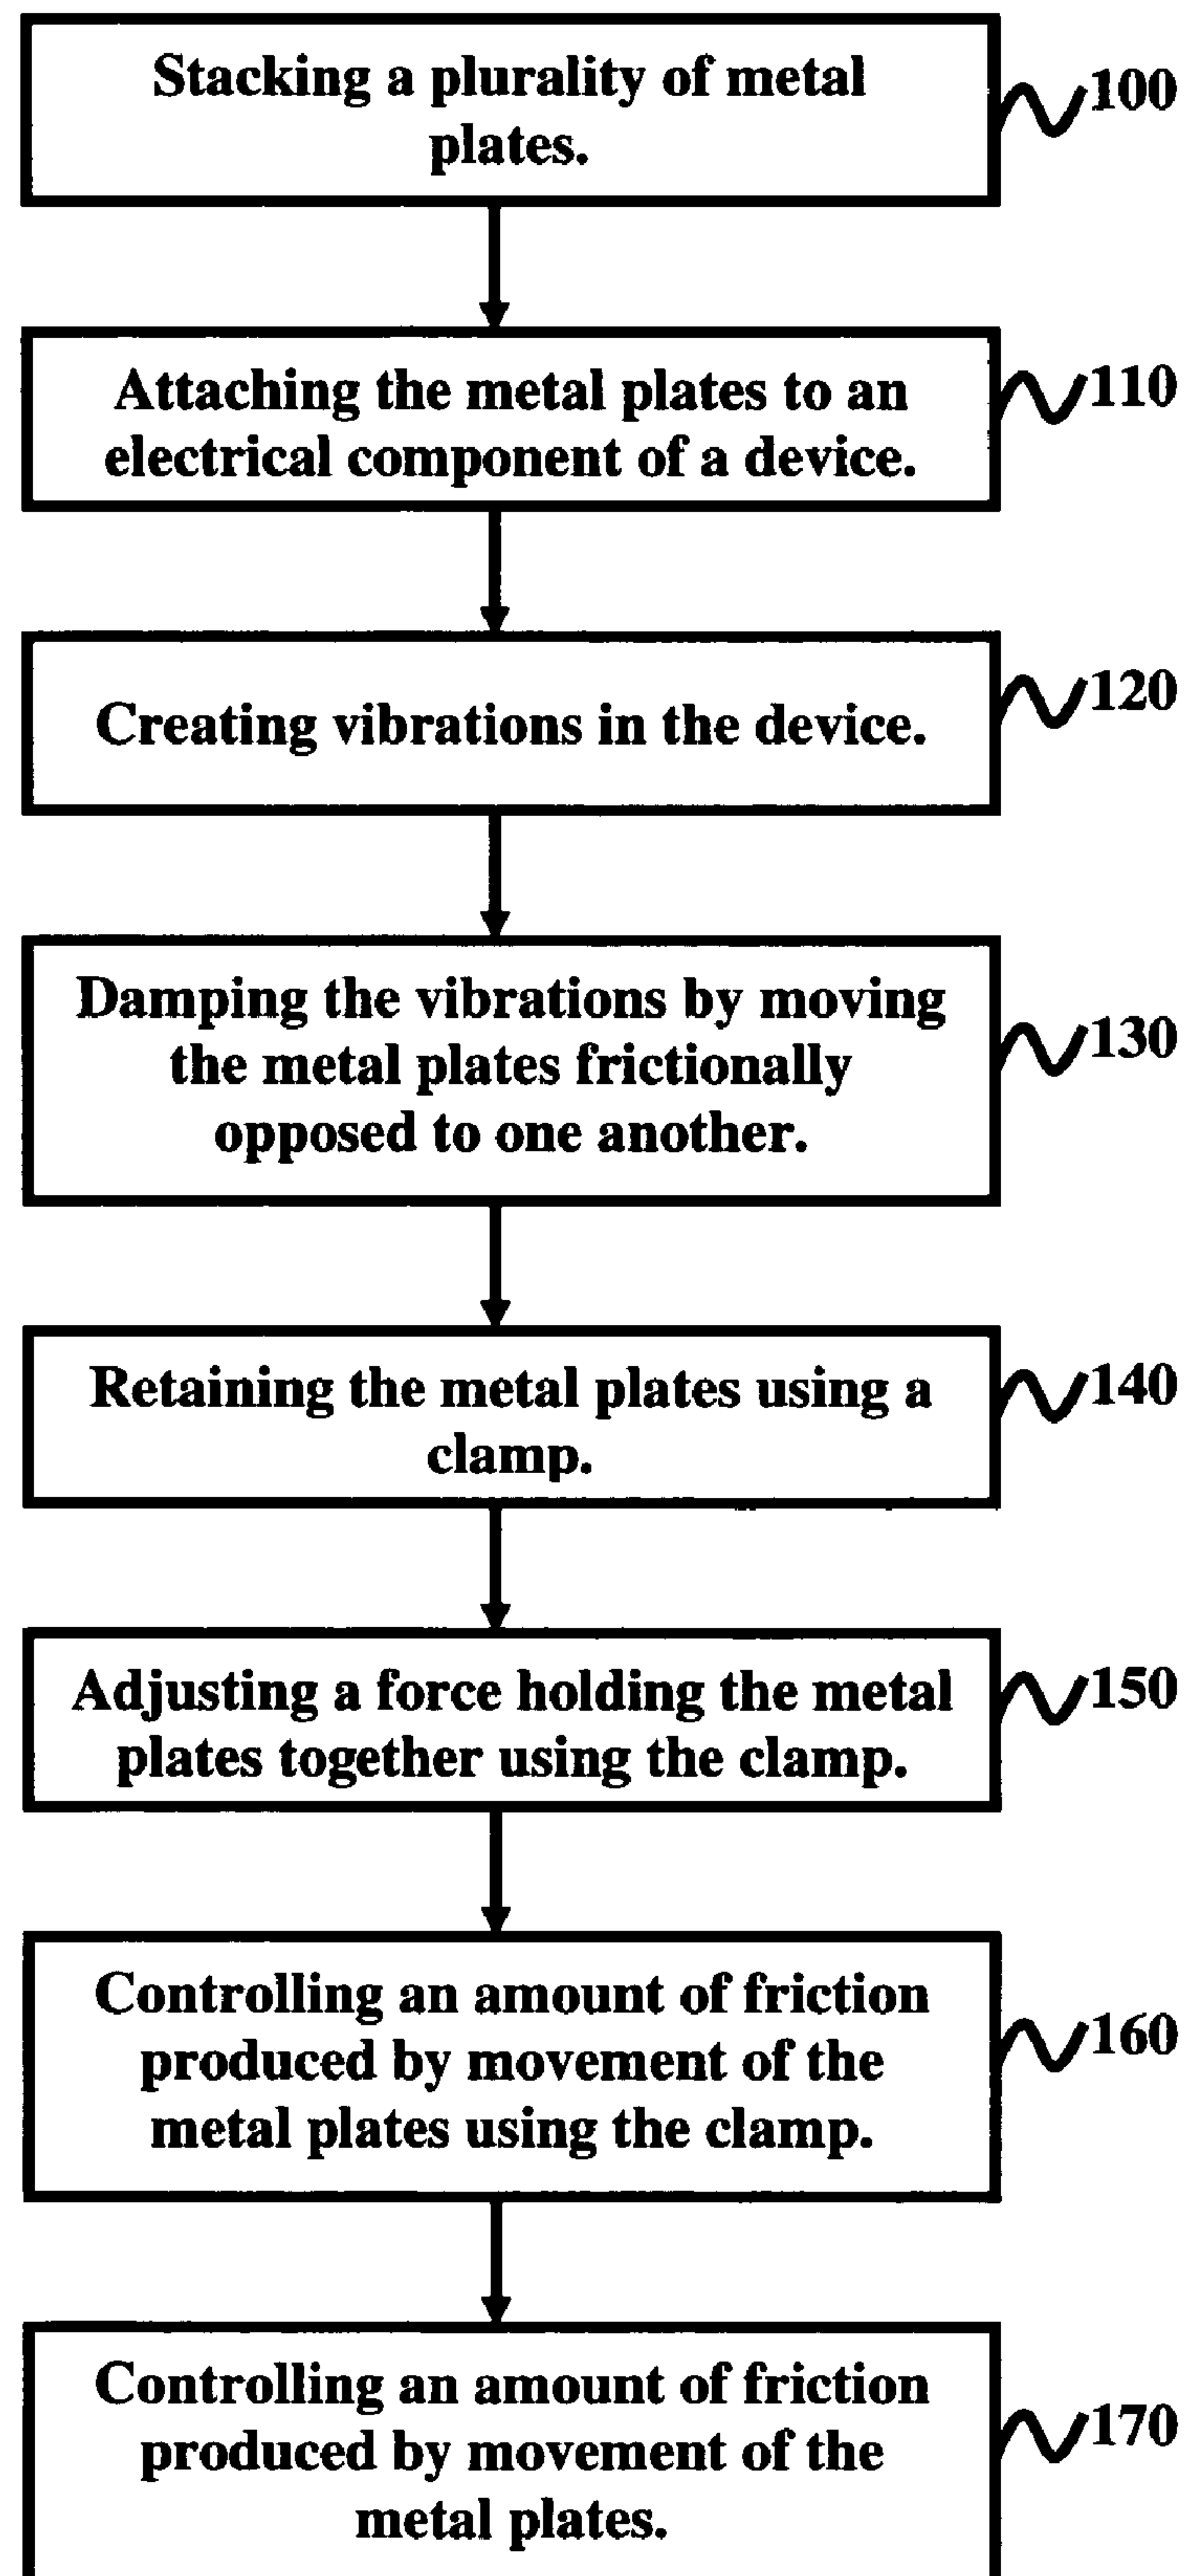 Stacking a plurality of metal
plates.
100
Attaching the metal plates to an
electrical component of a device.
110
Creating vibrations in the device.
120
Damping the vibrations by moving
the metal plates frictionally
opposed to one another.
130
Retaining the metal plates using a
clamp.
140
Adjusting a force holding the metal
plates together using the clamp.
150
Controlling an amount of friction
produced by movement of the
metal plates using the clamp.
160
Controlling an amount of friction
produced by movement of the
metal plates.
170